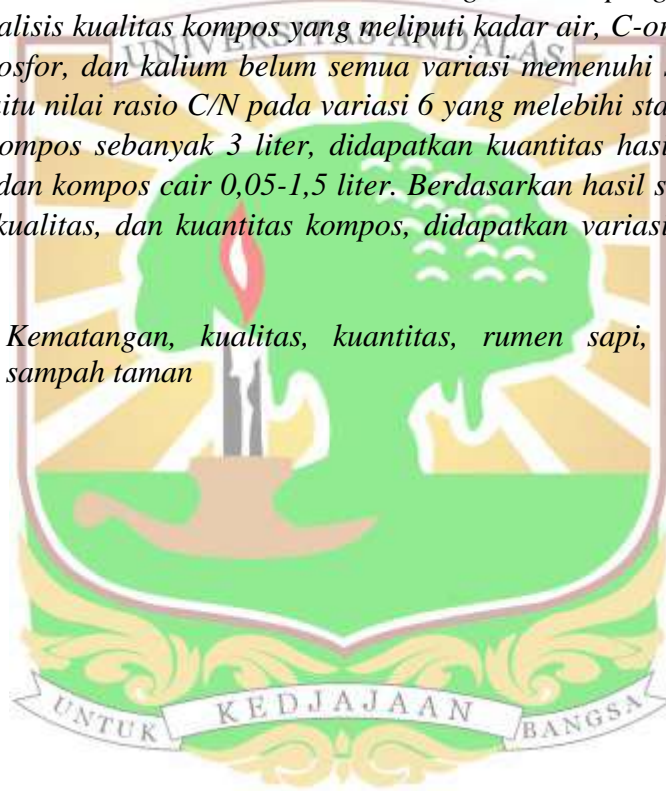 alisis kualitas kompos yang meliputi kadar air, C-or
UNIVERSITAS ANDALAS
osfor, dan kalium belum semua variasi memenuhi s
itu nilai rasio C/N pada variasi 6 yang melebihi sta
ompos sebanyak 3 liter, didapatkan kuantitas hasi
dan kompos cair 0,05-1,5 liter. Berdasarkan hasil s
kualitas, dan kuantitas kompos, didapatkan variasi
Kematangan, kualitas, kuantitas, rumen sapi,
sampah taman
UNTUK KEDJAJAAN BANGSA